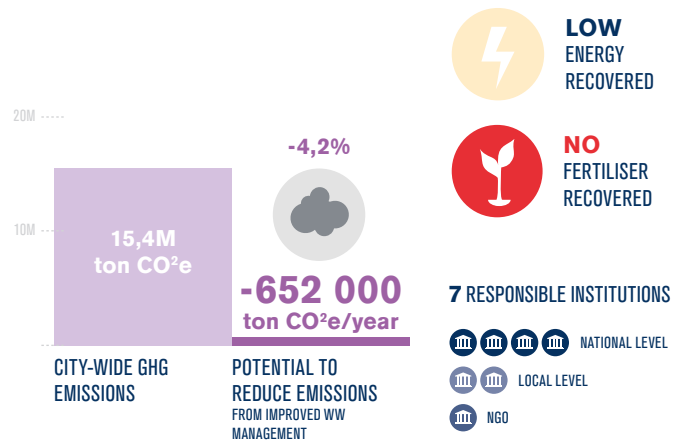 20M
10M
15,4M
ton CO²e
-4,2%
-652 000
ton CO²e/year
CITY-WIDE GHG
EMISSIONS
POTENTIAL TO
REDUCE EMISSIONS
FROM IMPROVED WW
MANAGEMENT
LOW
ENERGY
RECOVERED
NO
FERTILISER
RECOVERED
7 RESPONSIBLE INSTITUTIONS
NATIONAL LEVEL
LOCAL LEVEL
NGO